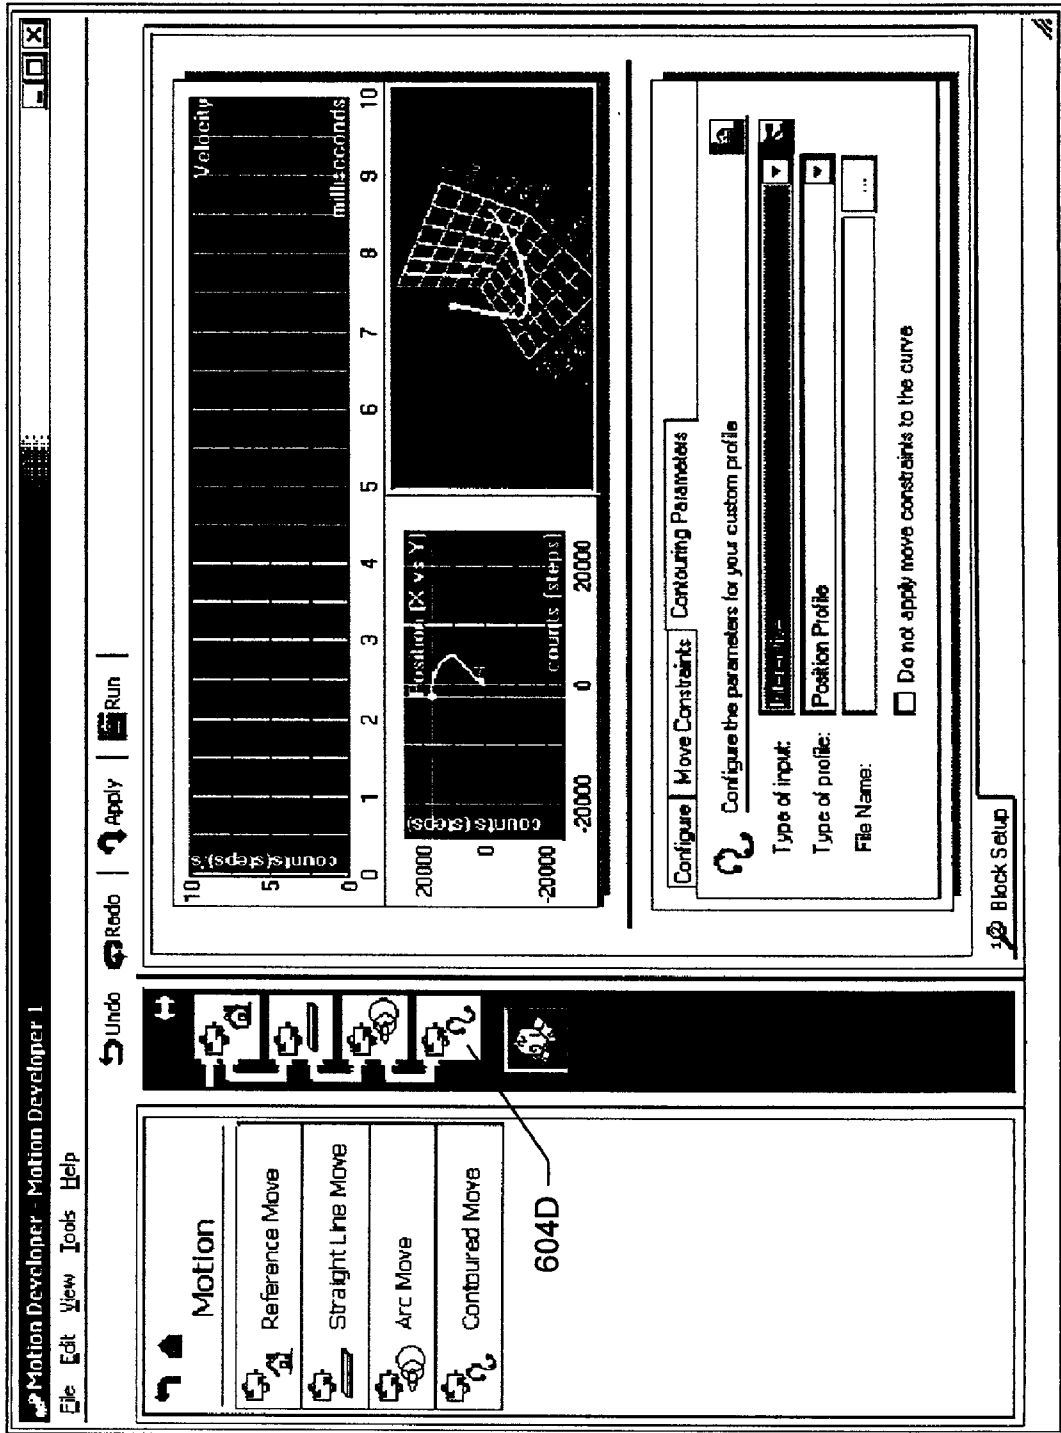 Motion Developer - Motion Developer 1
File Edit View Tools Help
Undo Redo Apply Run
Motion
Reference Move
Straight Line Move
Arc Move
Contoured Move
604D
10
5
0
counts(steps)/s
Velocity
milliseconds
0 1 2 3 4 5 6 7 8 9 10
20000
0
-20000
counts(steps)
Position (X vs Y)
counts (steps)
-20000 0 20000
Configure Move Constraints Contouring Parameters
Configure the parameters for your custom profile
Type of input:
Type of profile: Position Profile
File Name: ...
Do not apply move constraints to the curve
Block Setup